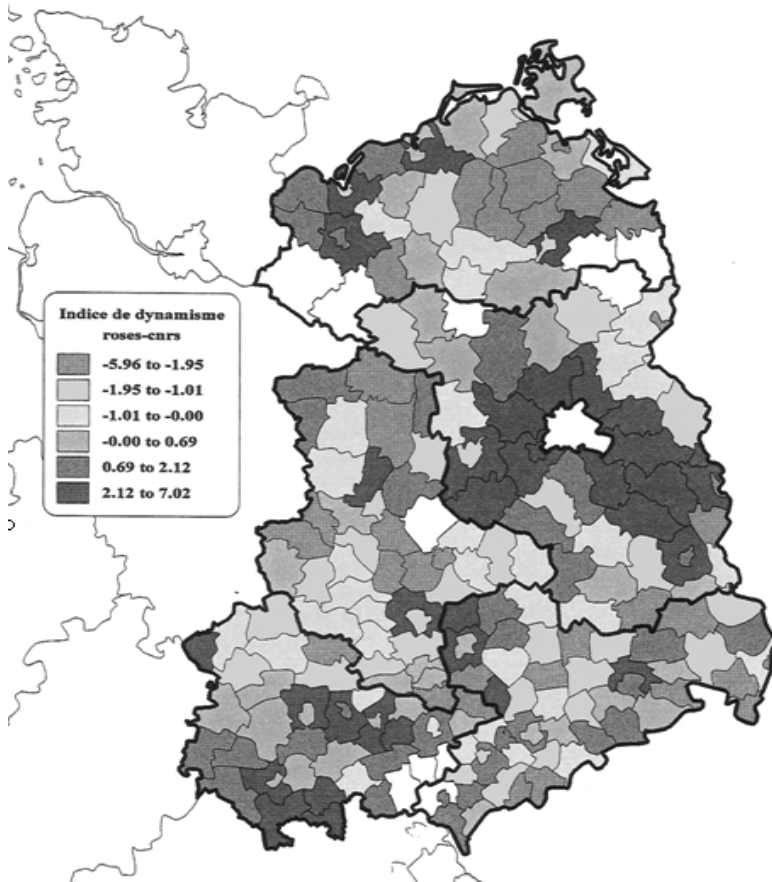 Indice de dynamisme
roses-cnrs
-5.96 to -1.95
-1.95 to -1.01
-1.01 to -0.00
-0.00 to 0.69
0.69 to 2.12
2.12 to 7.02